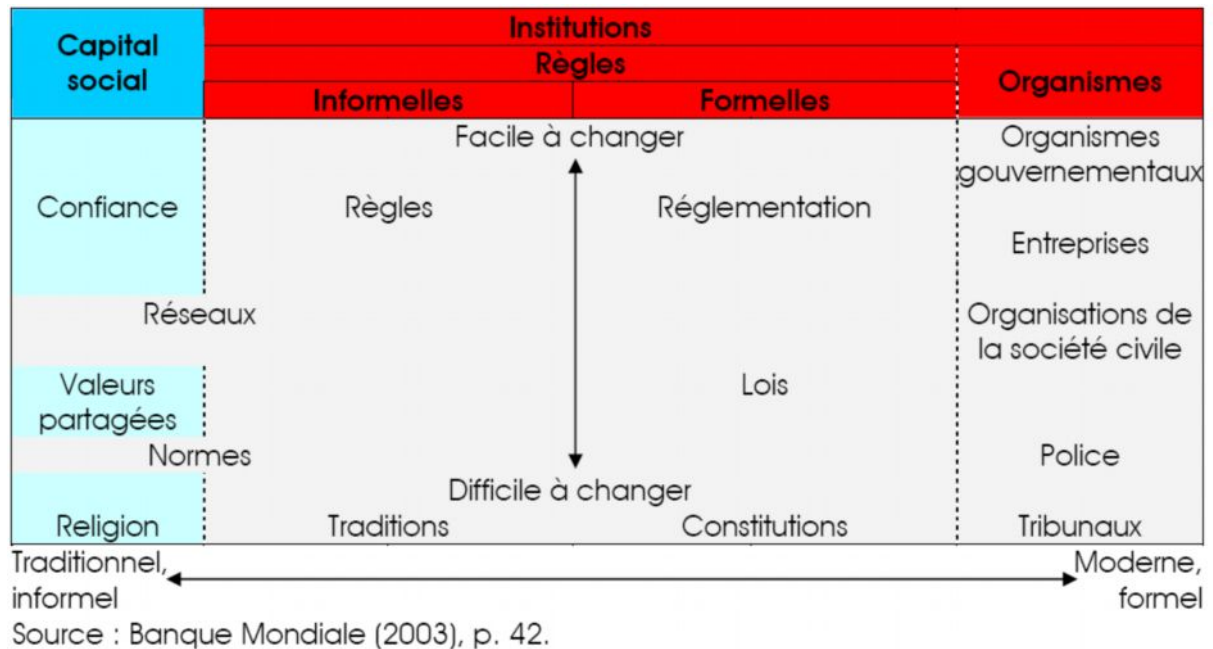 Capital
social
Institutions
Règles
Informelles
Formelles
Organismes
Facile à changer
Organismes
gouvernementaux
Confiance
Règles
Réglementation
Entreprises
Réseaux
Organisations de
la société civile
Valeurs
partagées
Lois
Normes
Police
Difficile à changer
Religion
Traditions
Constitutions
Tribunaux
Traditionnel,
informel
Moderne,
formel
Source : Banque Mondiale (2003), p. 42.